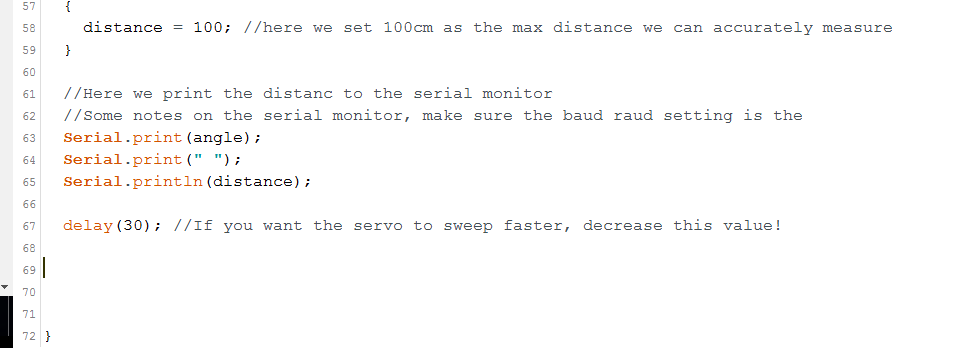 57 {
58 distance = 100; //here we set 100cm as the max distance we can accurately measure
59 }
60
61 //Here we print the distanc to the serial monitor
62 //Some notes on the serial monitor, make sure the baud raud setting is the
63 Serial.print(angle);
64 Serial.print(" ");
65 Serial.println(distance);
66
67 delay(30); //If you want the servo to sweep faster, decrease this value!
68
69
70
71
72 }